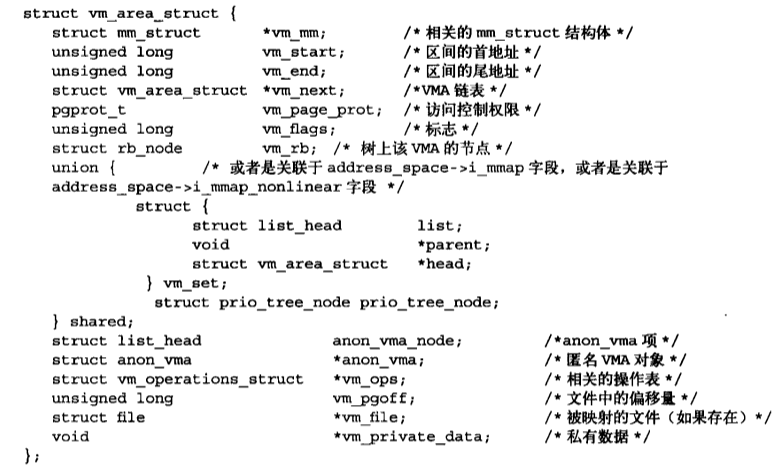 struct vm_area_struct {
struct mm_struct *vm_mm; /* 相关的 mm_struct 结构体 */
unsigned long vm_start; /* 区间的首地址 */
unsigned long vm_end; /* 区间的尾地址 */
struct vm_area_struct *vm_next; /*VMA 链表 */
pgprot_t vm_page_prot; /* 访问控制权限 */
unsigned long vm_flags; /* 标志 */
struct rb_node vm_rb; /* 树上该 VMA 的节点 */
union { /* 或者是关联于 address_space->i_mmap 字段，或者是关联于
address_space->i_mmap_nonlinear 字段 */
struct {
struct list_head list;
void *parent;
struct vm_area_struct *head;
} vm_set;
struct prio_tree_node prio_tree_node;
} shared;
struct list_head anon_vma_node; /*anon_vma 项 */
struct anon_vma *anon_vma; /* 匿名 VMA 对象 */
struct vm_operations_struct *vm_ops; /* 相关的操作表 */
unsigned long vm_pgoff; /* 文件中的偏移量 */
struct file *vm_file; /* 被映射的文件（如果存在）*/
void *vm_private_data; /* 私有数据 */
};